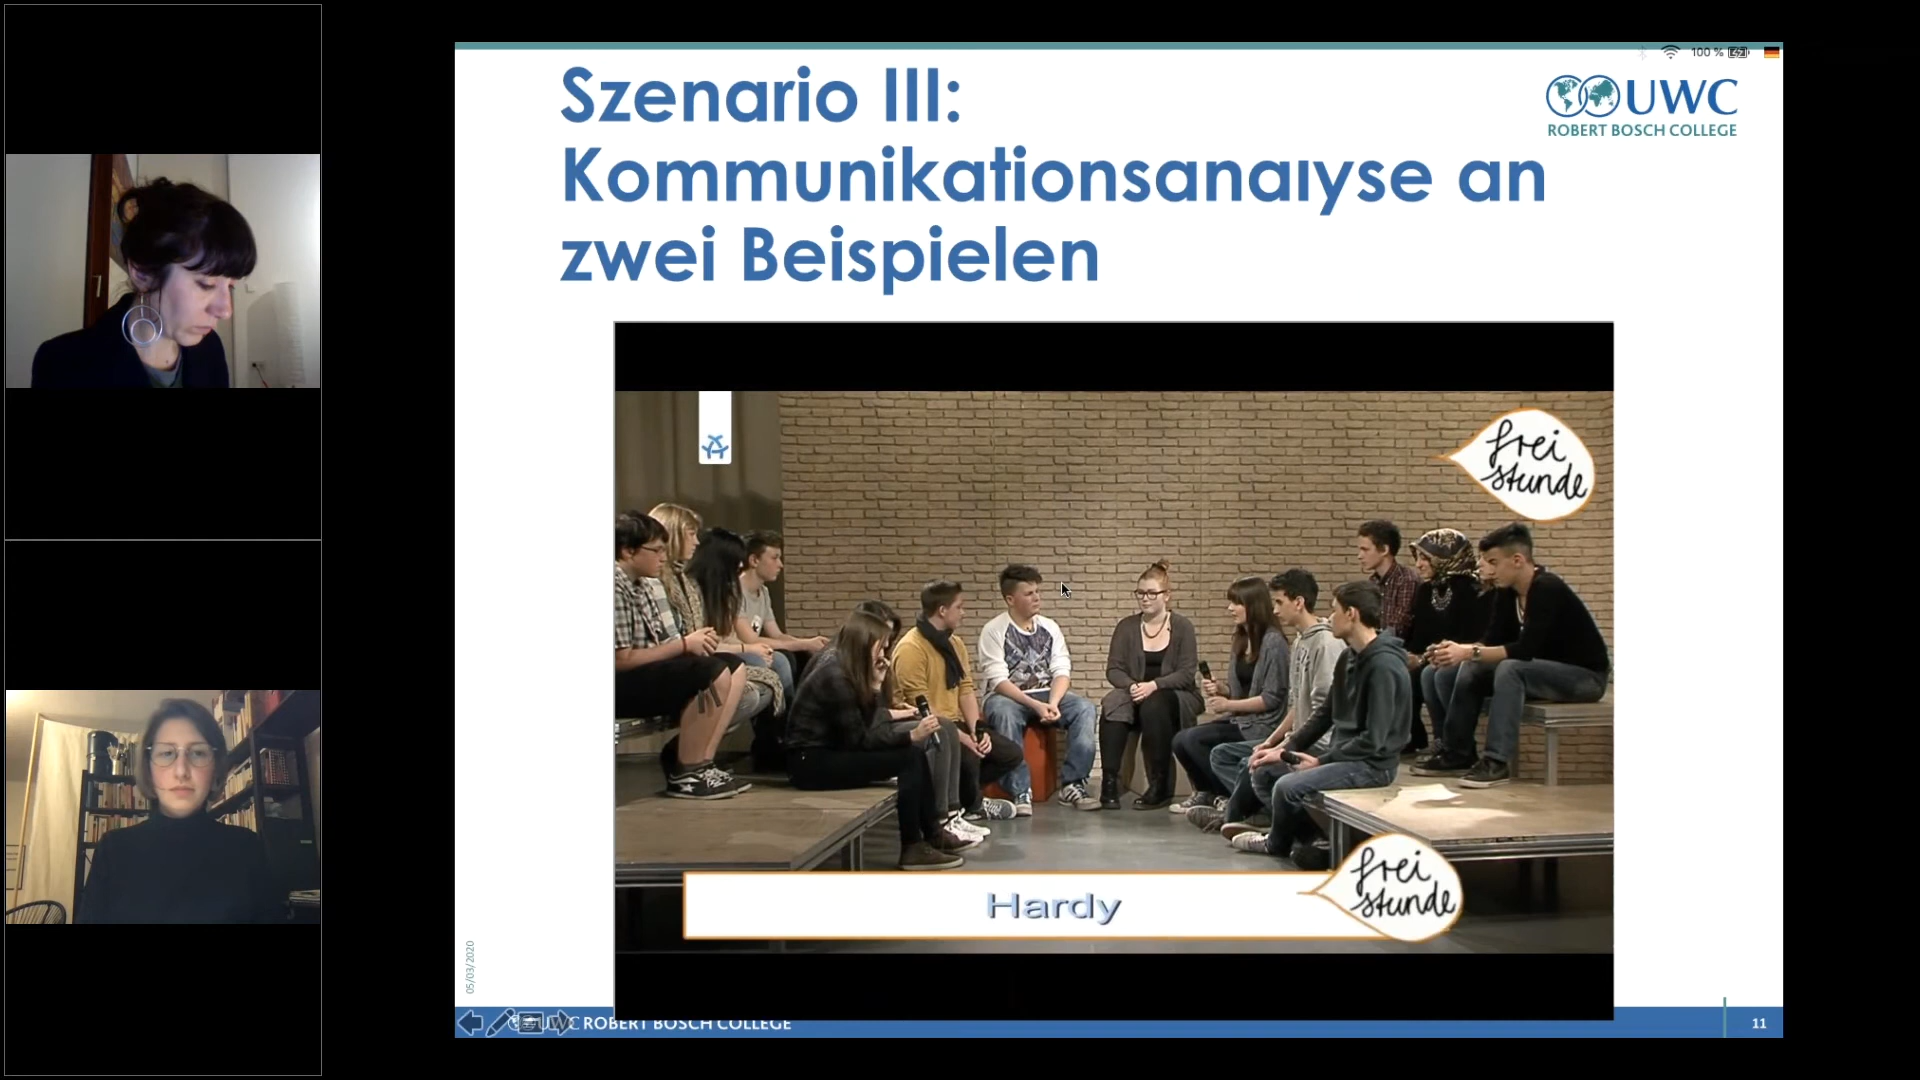 100 %
Szenario III:
Kommunikationsanalyse an
zwei Beispielen
UWC
ROBERT BOSCH COLLEGE
frei
stunde
Hardy
frei
stunde
05/03/2020
UWC ROBERT BOSCH COLLEGE
11